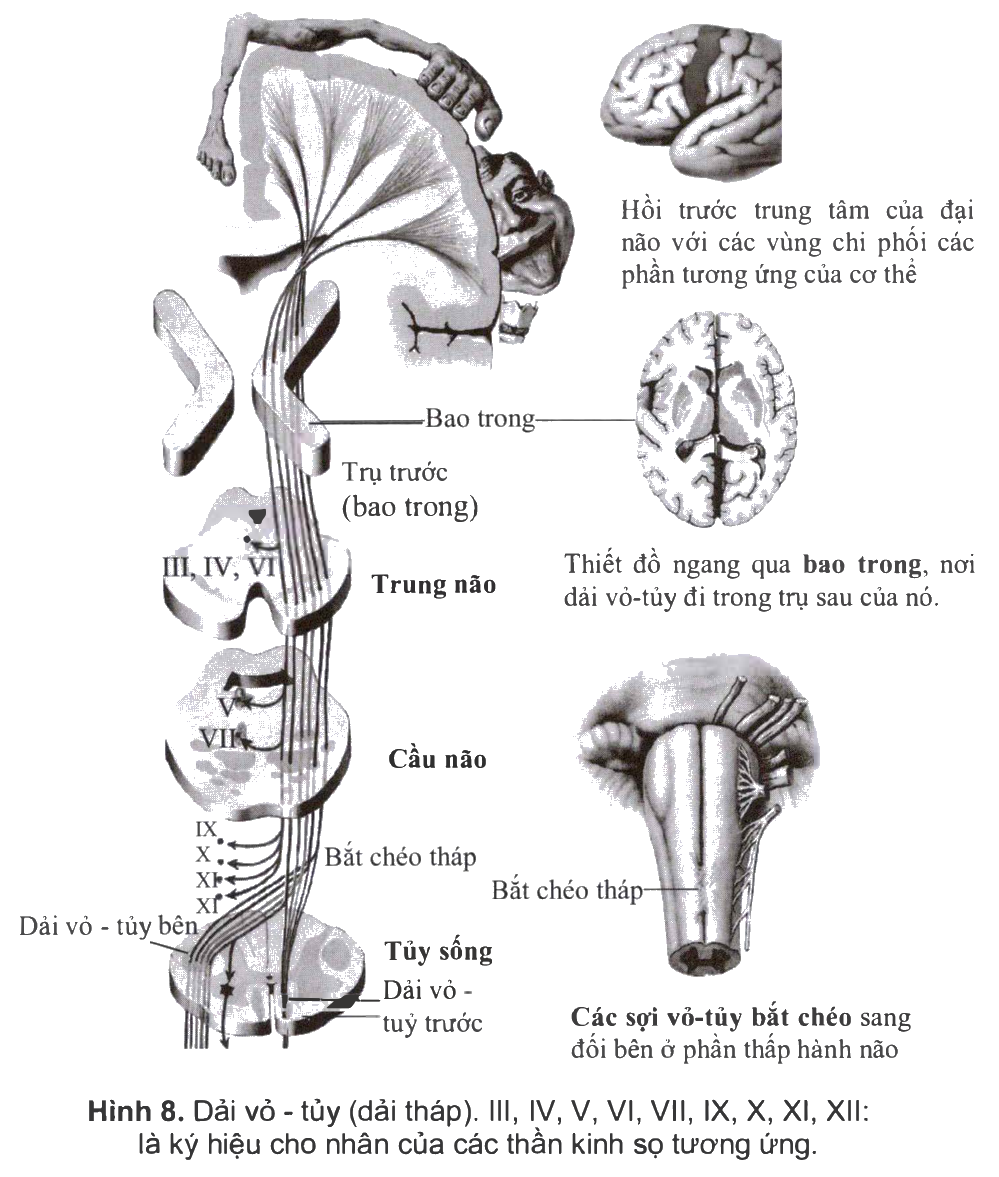 Hồi trước trung tâm của đại
não với các vùng chi phối các
phần tương ứng của cơ thể
Bao trong
Trụ trước
(bao trong)
III, IV, VI
Trung não
Thiết đồ ngang qua bao trong, nơi
dải vỏ-tủy đi trong trụ sau của nó.
V
VII
Cầu não
IX
X
XI
XI
Bắt chéo tháp
Dải vỏ - tủy bên
Tủy sống
Dải vỏ -
tuỷ trước
Bắt chéo tháp
Các sợi vỏ-tủy bắt chéo sang
đối bên ở phần thấp hành não
Hình 8. Dải vỏ - tủy (dải tháp). III, IV, V, VI, VII, IX, X, XI, XII:
là ký hiệu cho nhân của các thần kinh sọ tương ứng.